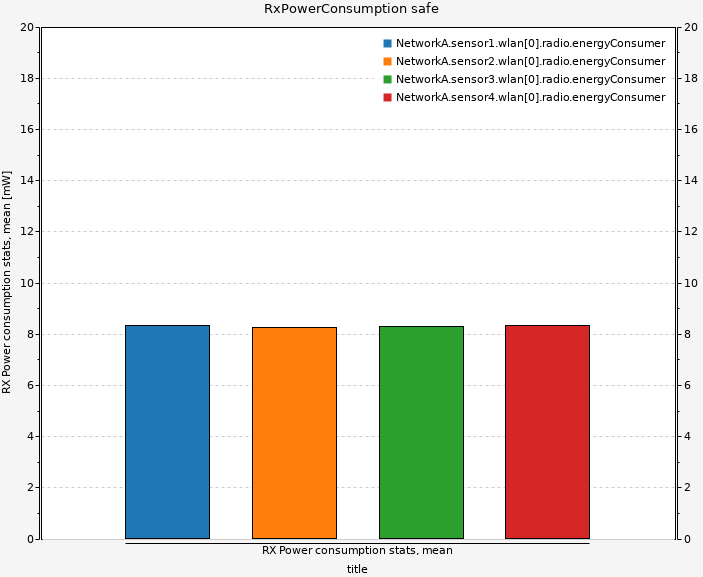 RxPowerConsumption safe
NetworkA.sensor1.wlan[0].radio.energyConsumer
NetworkA.sensor2.wlan[0].radio.energyConsumer
NetworkA.sensor3.wlan[0].radio.energyConsumer
NetworkA.sensor4.wlan[0].radio.energyConsumer
RX Power consumption stats, mean [mW]
20
18
16
14
12
10
8
6
4
2
0
20
18
16
14
12
10
8
6
4
2
0
RX Power consumption stats, mean
title